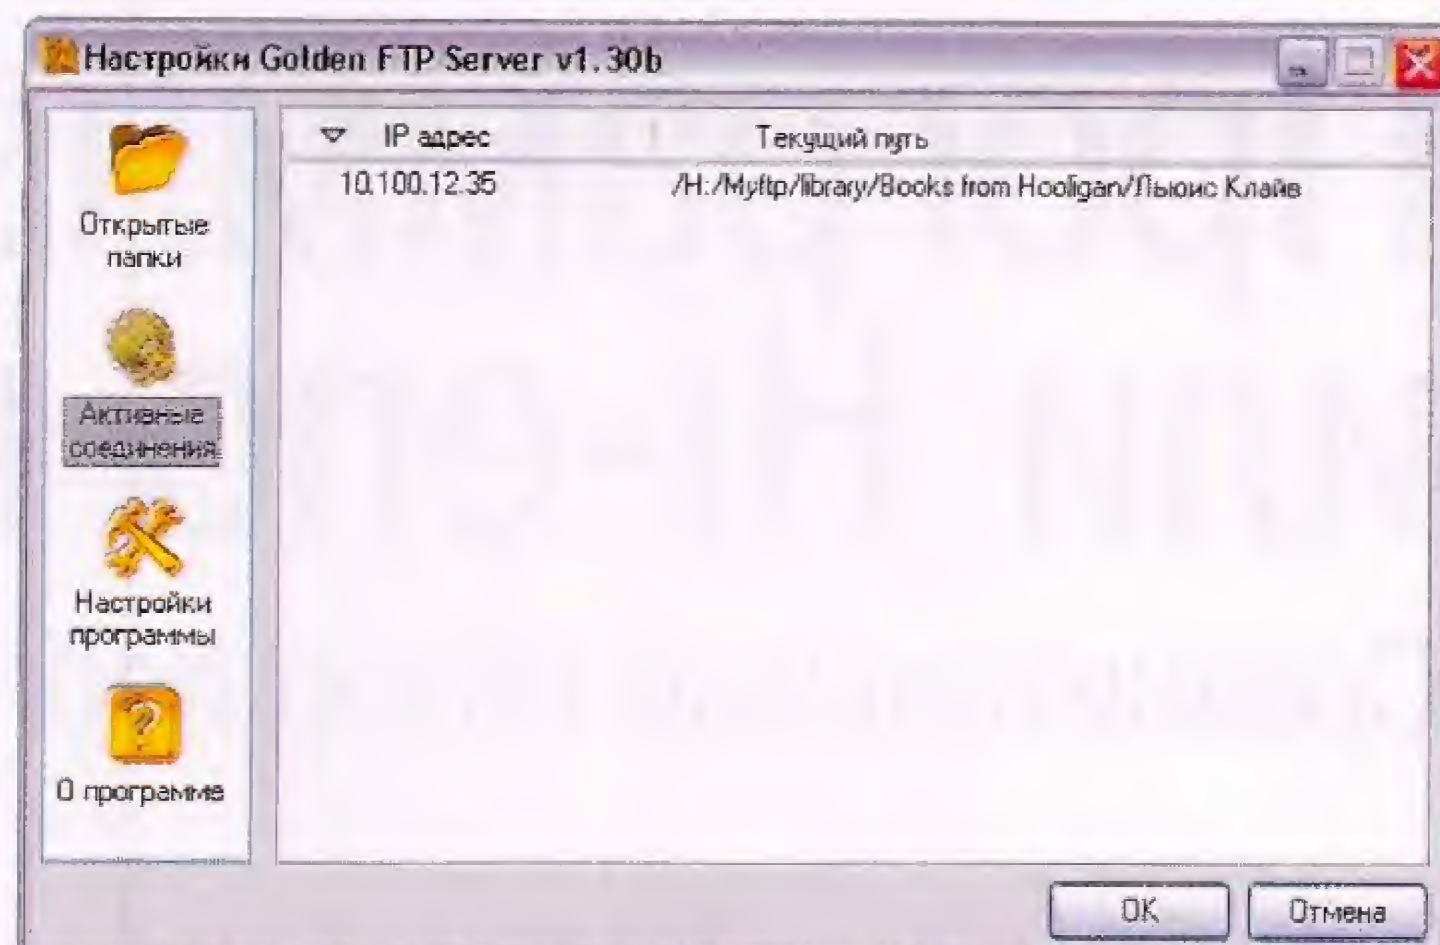 Настройки Golden FTP Server v1.30b
IP адрес Текущий путь
10.100.12.35 /H:/Myftp/library/Books from Hooligan/Льюис Клайв
Открытые
папки
Активные
соединения
Настройки
программы
О программе
OK Отмена